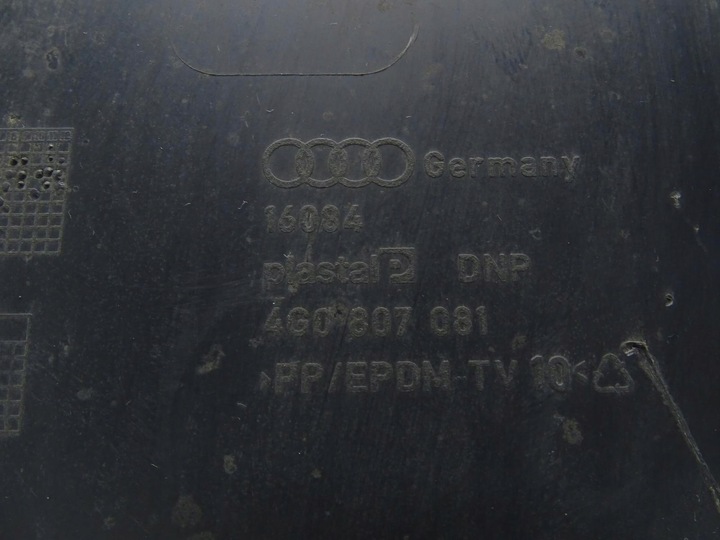 Germany
16084
plastal DNP
4G0 807 081
>PP/EPDM-TV 10<